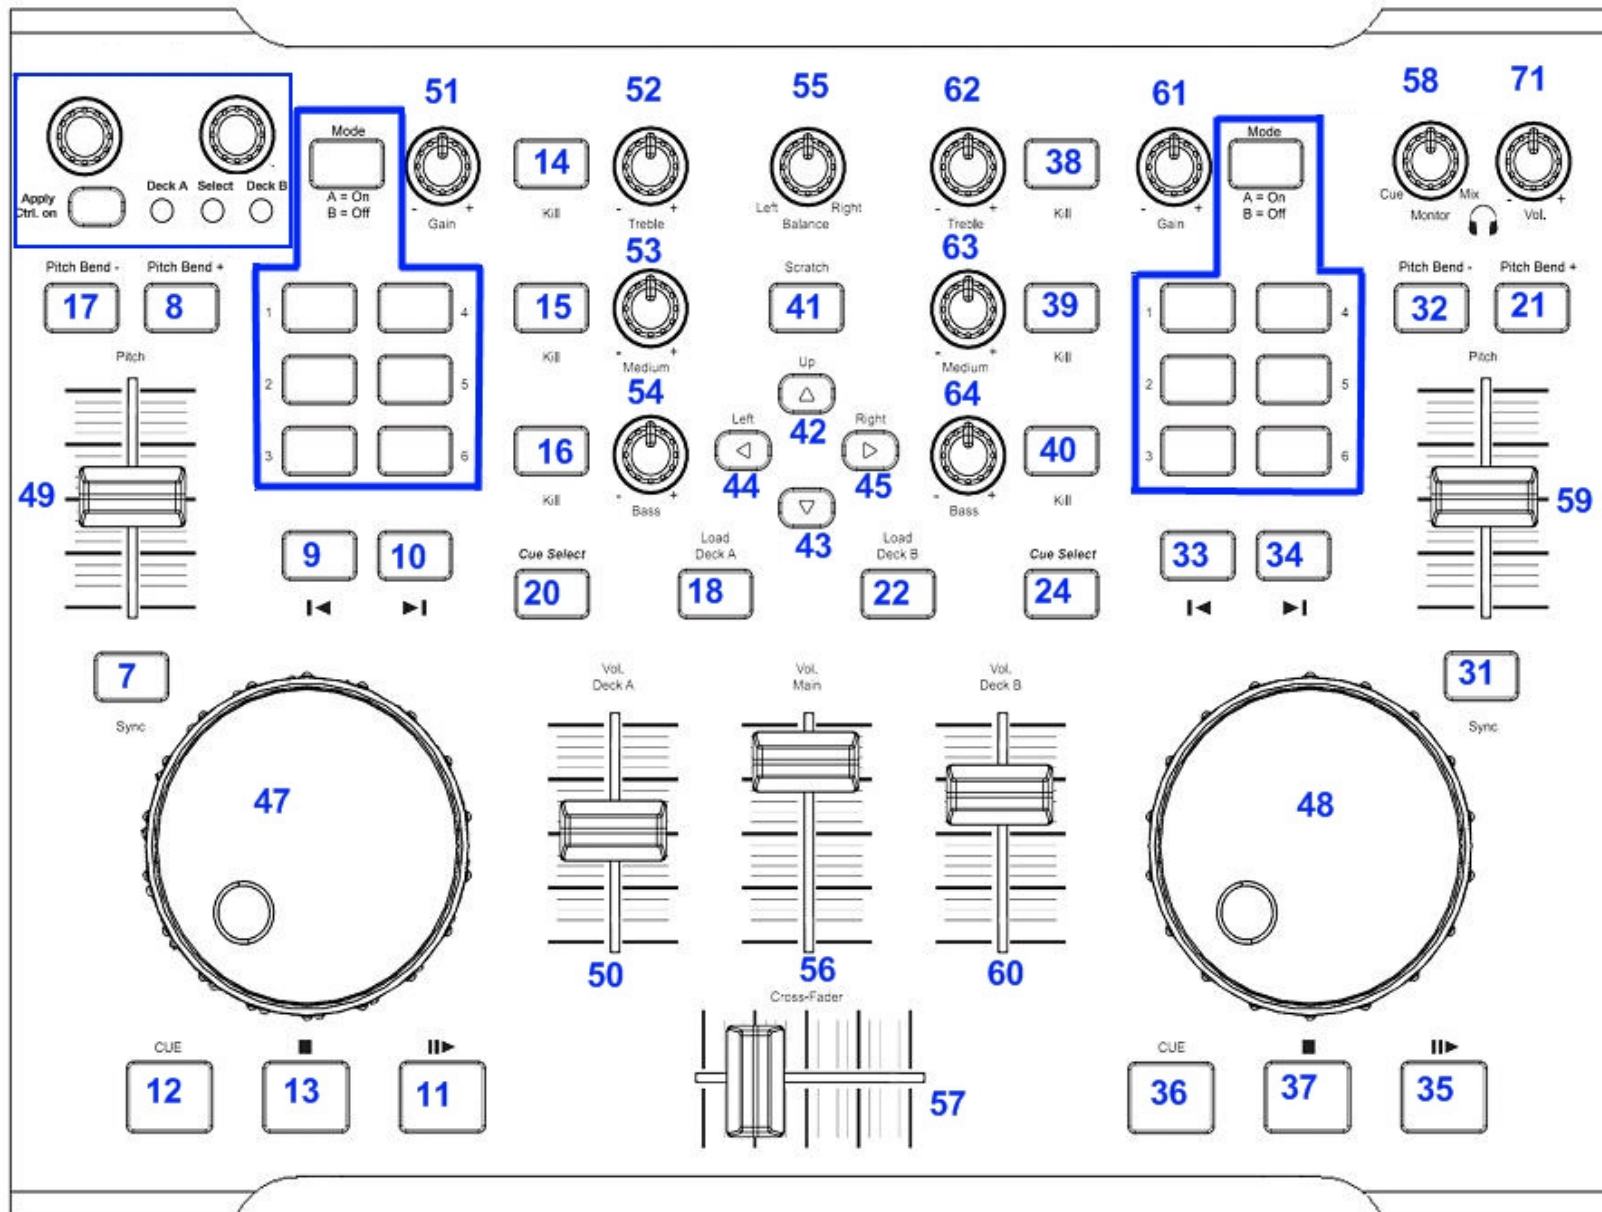 51 52 55 62 61 58 71
Mode
Mode
14
38
Apply
Ctrl. on
Deck A Select Deck B
A = On
B = Off
A = On
B = Off
- + Gain
Kill
- + Treble
Left Right
Balance
- + Treble
Kill
- + Gain
Cue Mix
Montor
- + Vol.
53 63
Pitch Bend - Pitch Bend +
Scratch
Pitch Bend - Pitch Bend +
17 8
1 4
15
41
39
1 4
32 21
Pitch
Kill
- + Medium
Up
- + Medium
Kill
Pitch
2 5
54
64
2 5
Left Right
42
3 6
16
40
3 6
49
44 45
59
Kill
- + Bass
- + Bass
Kill
43
Cue Select
Load
Deck A
Load
Deck B
Cue Select
9 10
20 18 22 24
33 34
7
31
Vol.
Deck A
Vol.
Main
Vol.
Deck B
Sync
Sync
47
48
50 56 60
Cross-Fader
CUE
CUE
12 13 11
57
36 37 35